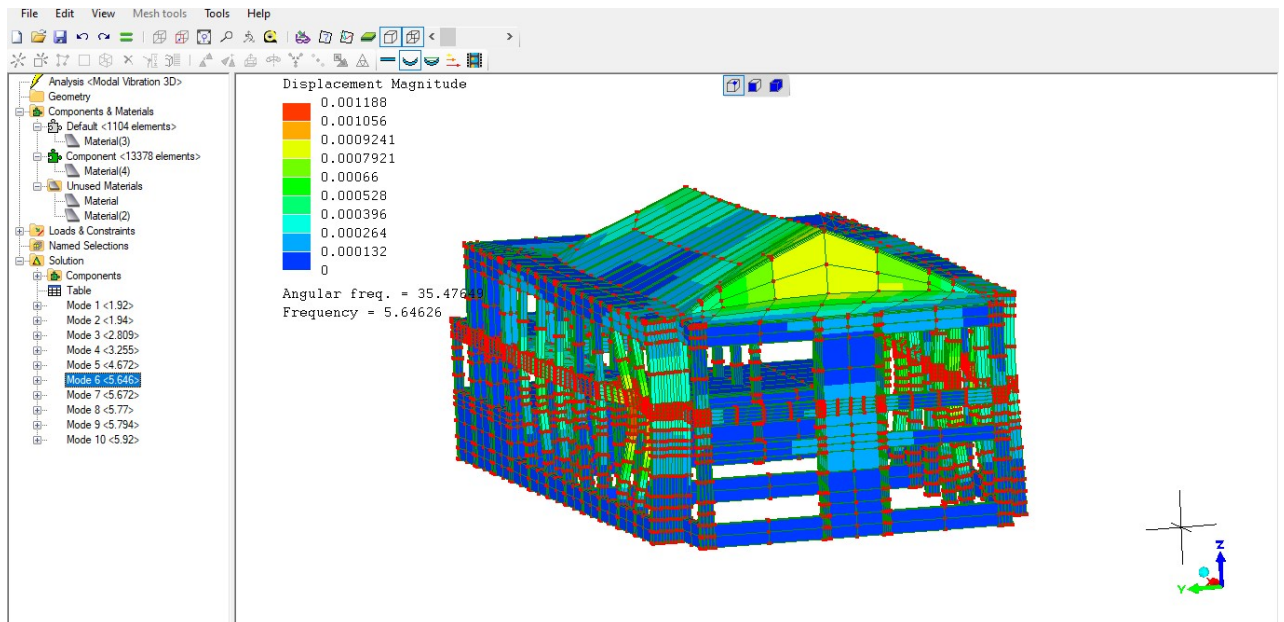 File Edit View Mesh tools Tools Help
Analysis <Modal Vibration 3D>
Geometry
Components & Materials
Default <1104 elements>
Material(3)
Component <13378 elements>
Material(4)
Unused Materials
Material
Material(2)
Loads & Constraints
Named Selections
Solution
Components
Table
Mode 1 <1.92>
Mode 2 <1.94>
Mode 3 <2.809>
Mode 4 <3.255>
Mode 5 <4.672>
Mode 6 <5.646>
Mode 7 <5.672>
Mode 8 <5.77>
Mode 9 <5.794>
Mode 10 <5.92>
Displacement Magnitude
0.001188
0.001056
0.0009241
0.0007921
0.00066
0.000528
0.000396
0.000264
0.000132
0
Angular freq. = 35.47649
Frequency = 5.64626
Z
Y